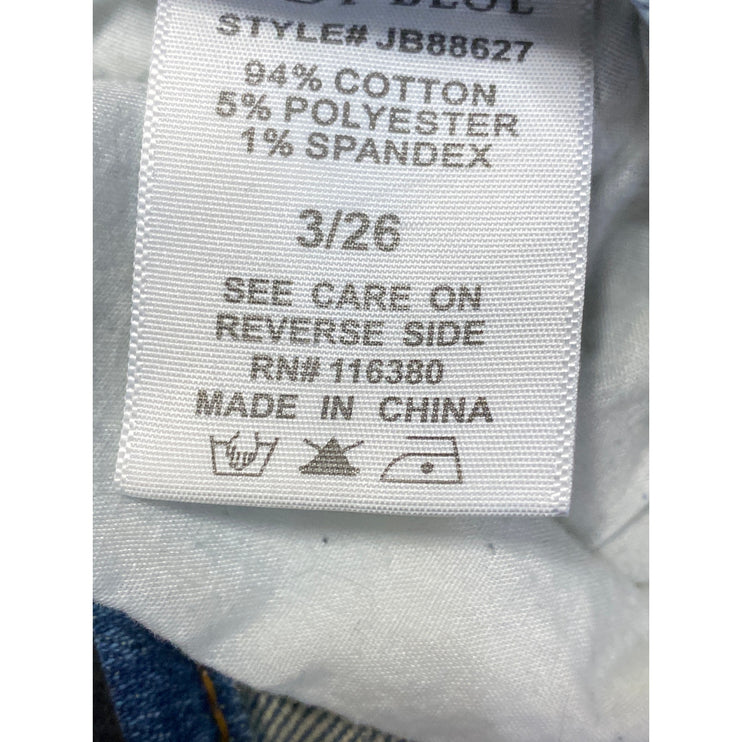 STYLE# JB88627
94% COTTON
5% POLYESTER
1% SPANDEX
3/26
SEE CARE ON
REVERSE SIDE
RN# 116380
MADE IN CHINA